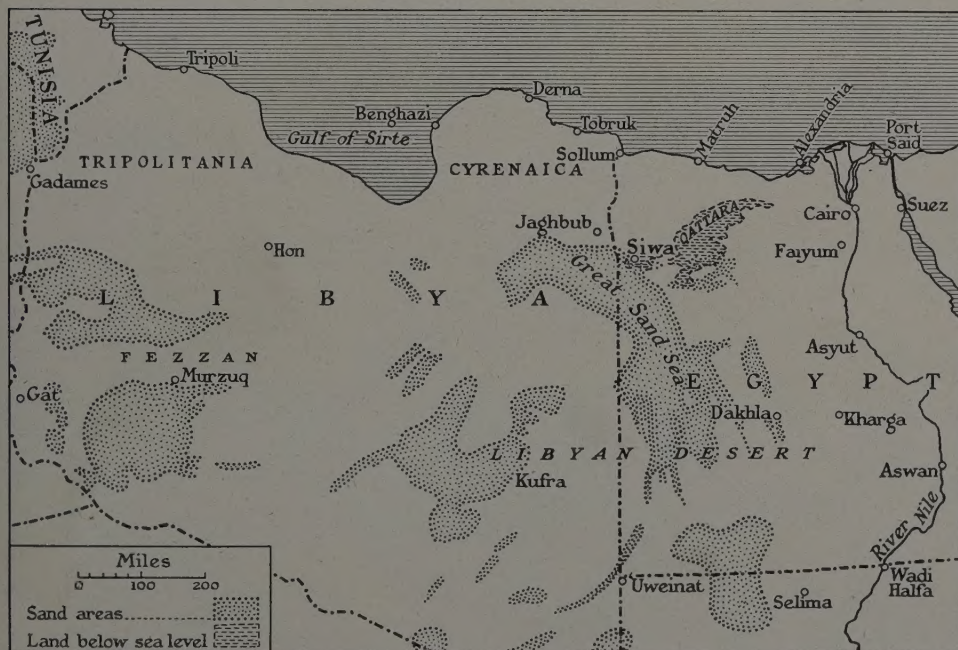 TUNISIA
Tripoli
Derna
Benghazi
Tobruk
Matruh
Alexandria
Port
Said
Gulf of Sirte
Sollum
TRIPOLITANIA
CYRENAICA
Gadames
Cairo
Suez
Jaghbub
QATTARA
Hon
Siwa
Faiyum
LIBYA
Great Sand Sea
Asyut
FEZZAN
Murzuq
EGYPT
Gat
Dakhla
Kharga
LIBYAN DESERT
Kufra
Aswan
River Nile
Miles
0 100 200
Uweinat
Wadi
Halfa
Selima
Sand areas
Land below sea level